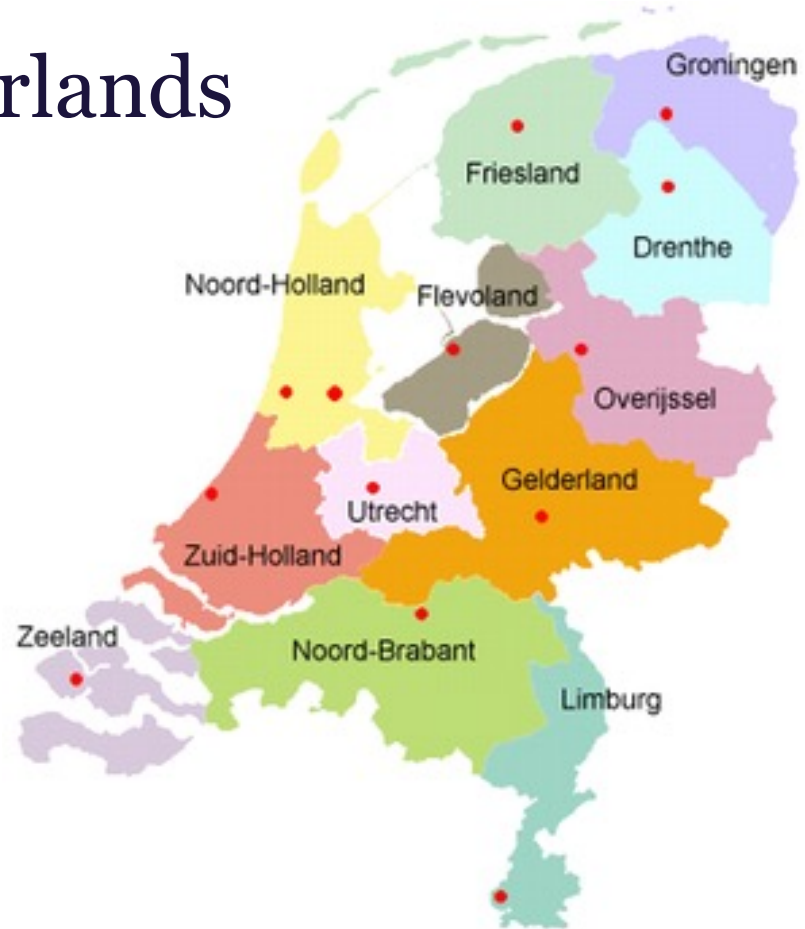 rlands
Groningen
Friesland
Drenthe
Noord-Holland
Flevoland
Overijssel
Gelderland
Utrecht
Zuid-Holland
Zeeland
Noord-Brabant
Limburg